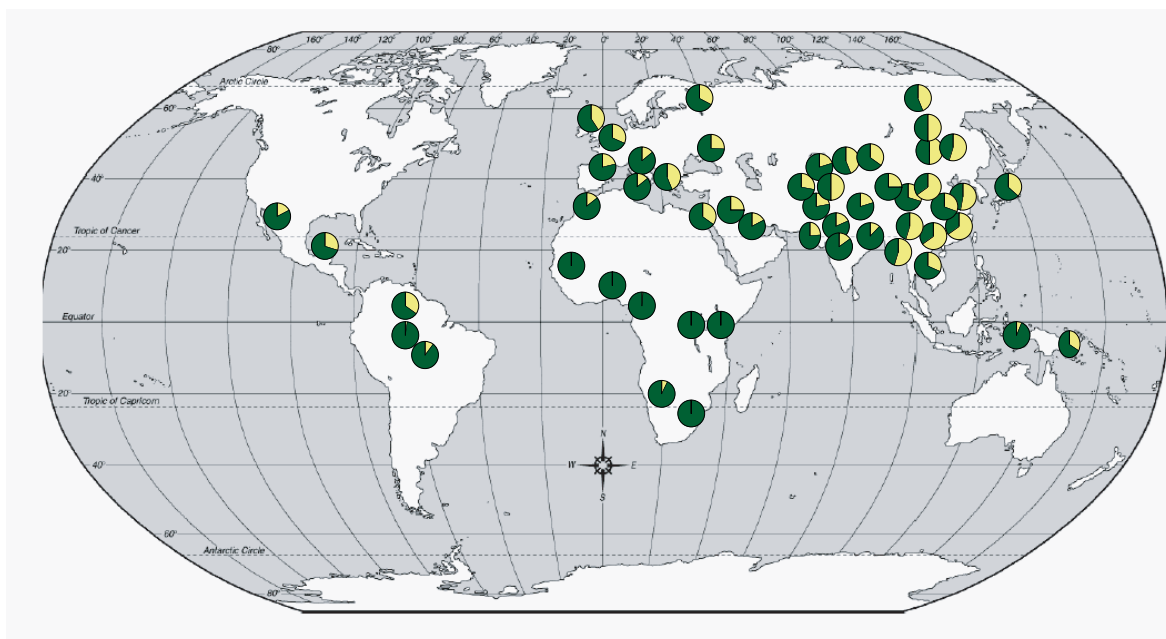 160° 140° 120° 100° 80° 60° 40° 20° 0° 20° 40° 60° 80° 100° 120° 140° 160°
80°
Arctic Circle
60°
40°
Tropic of Cancer
20°
Equator
20°
Tropic of Capricorn
N
W E
S
40°
60°
Antarctic Circle
80°